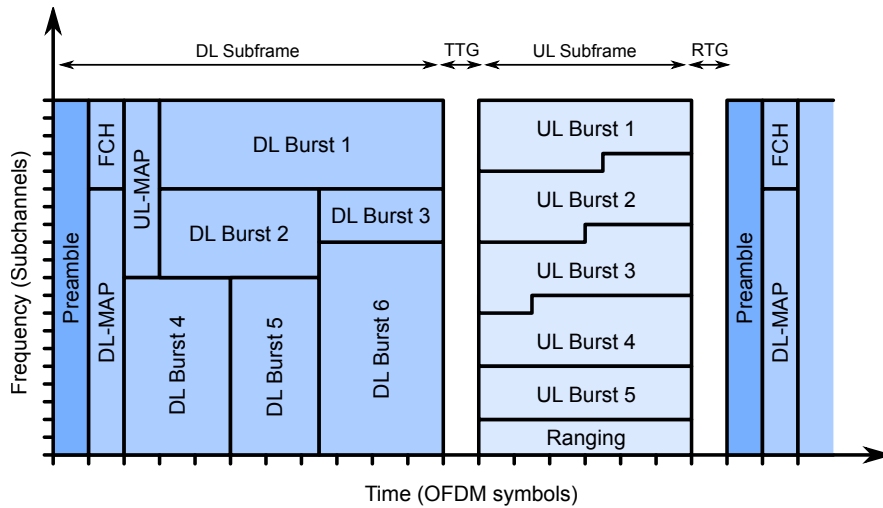 DL Subframe
TTG
UL Subframe
RTG
Frequency (Subchannels)
Preamble
FCH
DL-MAP
UL-MAP
DL Burst 1
DL Burst 2
DL Burst 3
DL Burst 4
DL Burst 5
DL Burst 6
UL Burst 1
UL Burst 2
UL Burst 3
UL Burst 4
UL Burst 5
Ranging
Preamble
FCH
DL-MAP
Time (OFDM symbols)